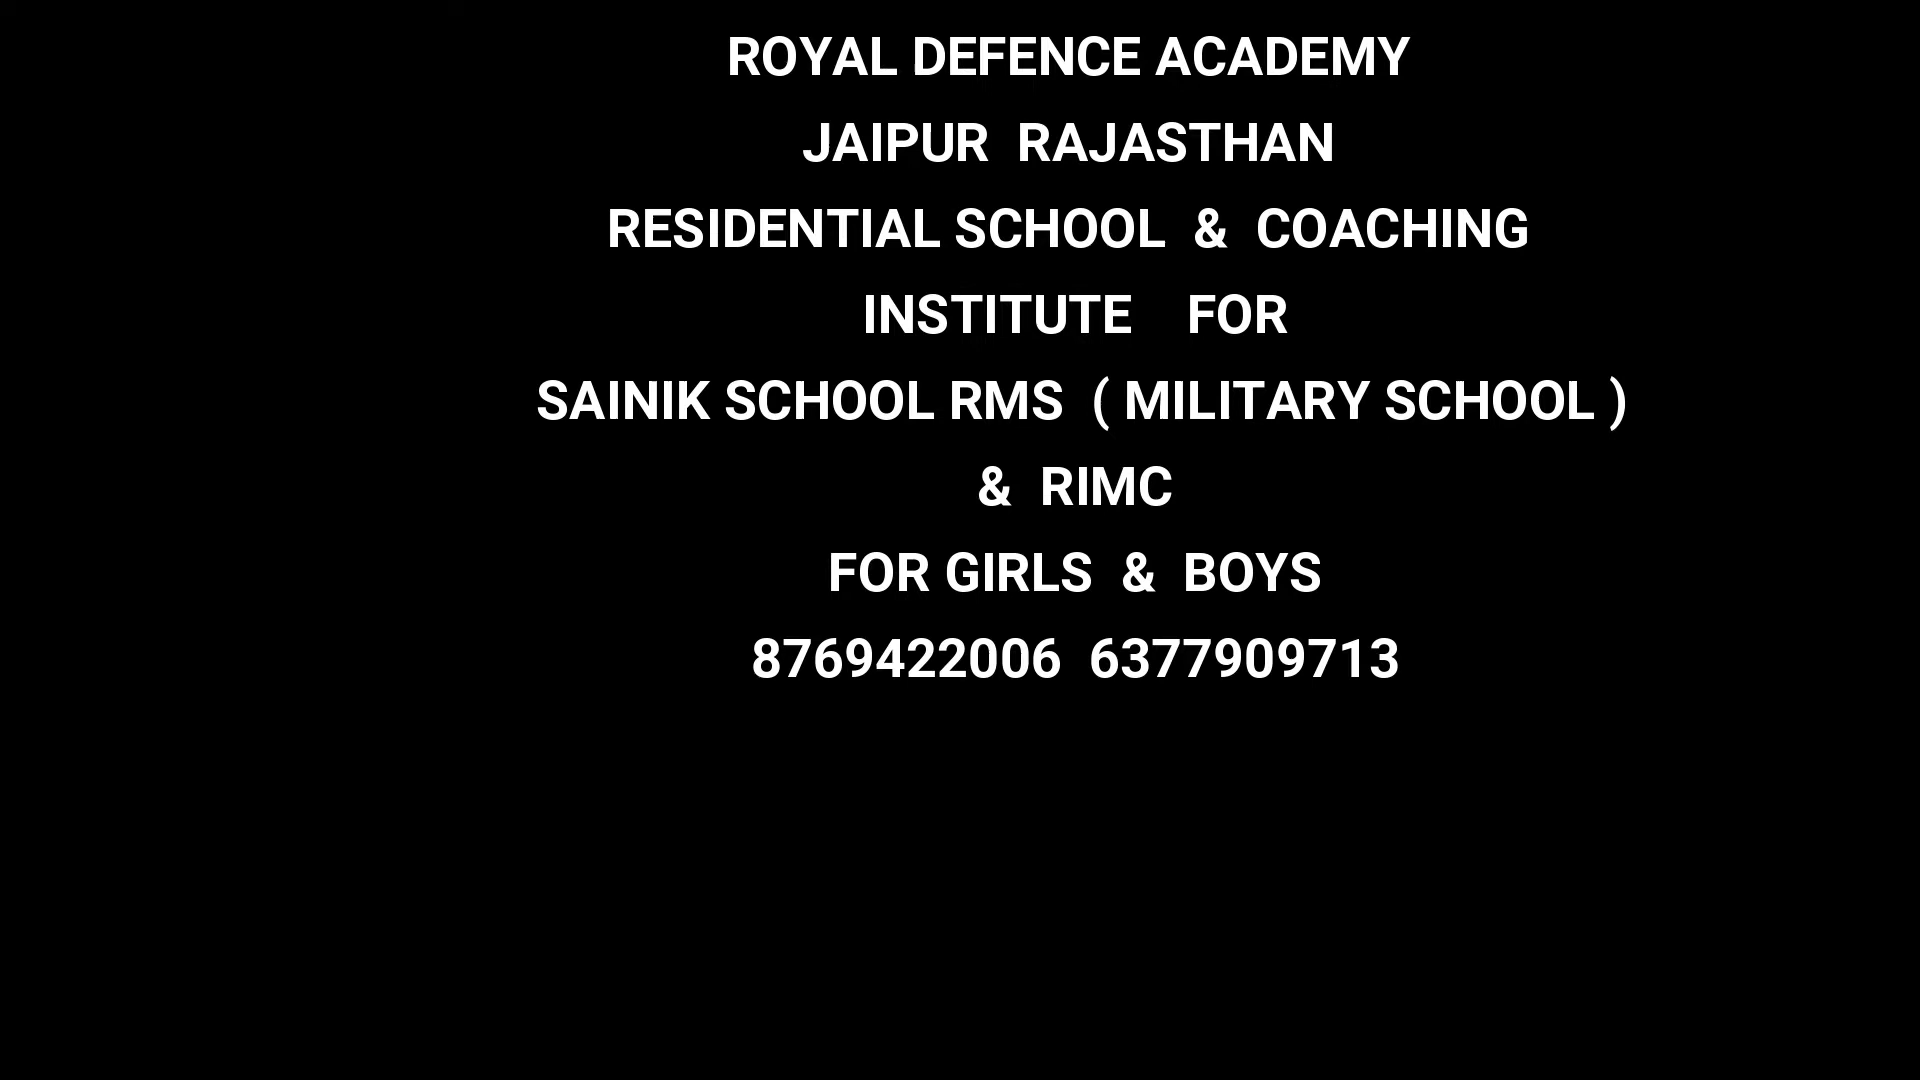 ROYAL DEFENCE ACADEMY
JAIPUR RAJASTHAN
RESIDENTIAL SCHOOL & COACHING
INSTITUTE FOR
SAINIK SCHOOL RMS ( MILITARY SCHOOL )
& RIMC
FOR GIRLS & BOYS
8769422006 6377909713